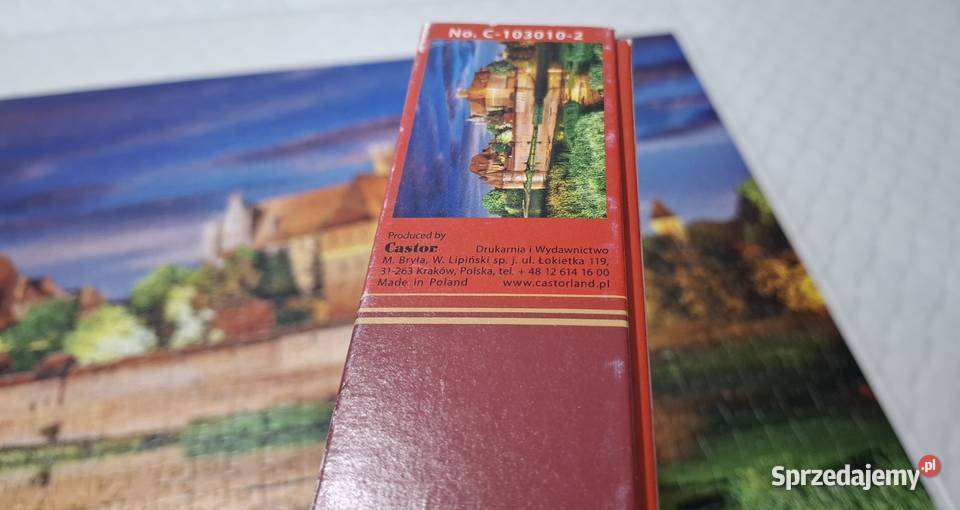 No. C-103010-2
Produced by
Castor Drukarnia i Wydawnictwo
M. Bryła, W. Lipiński sp. j. ul. Łokietka 119,
31-263 Kraków, Polska, tel. + 48 12 614 16 00
Made in Poland www.castorland.pl
Sprzedajemy.pl